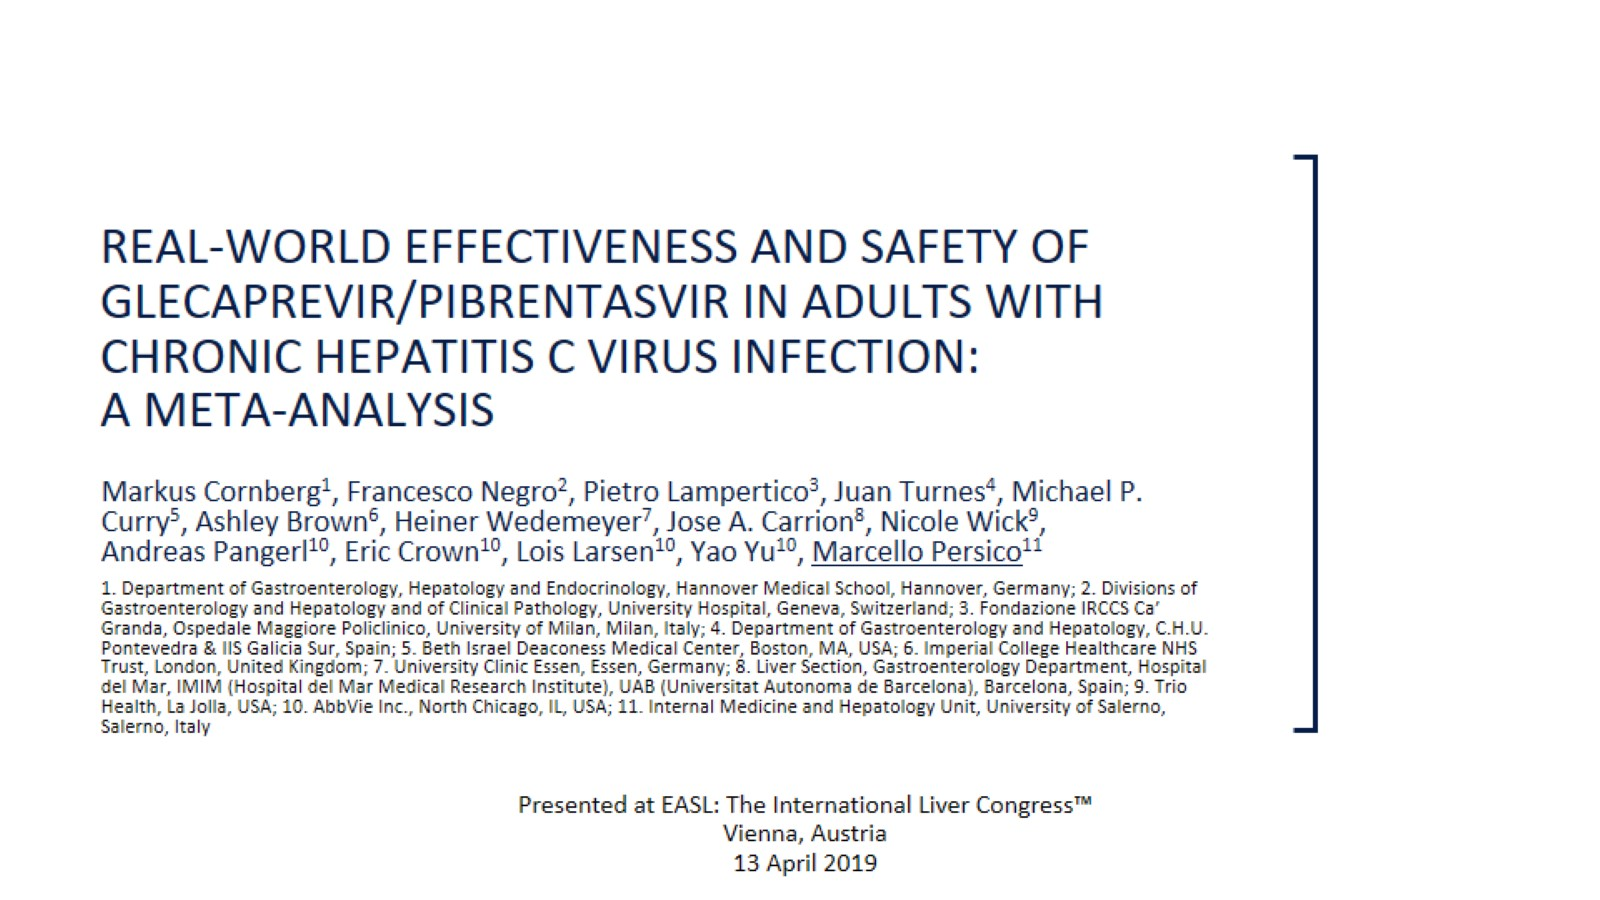 REAL-WORLD EFFECTIVENESS AND SAFETY OF
GLECAPREVIR/PIBRENTASVIR IN ADULTS WITH
CHRONIC HEPATITIS C VIRUS INFECTION:
A META-ANALYSIS
Markus Cornberg¹, Francesco Negro², Pietro Lampertico³, Juan Turnes⁴, Michael P.
Curry⁵, Ashley Brown⁶, Heiner Wedemeyer⁷, Jose A. Carrion⁸, Nicole Wick⁹,
Andreas Pangerl¹⁰, Eric Crown¹⁰, Lois Larsen¹⁰, Yao Yu¹⁰, Marcello Persico¹¹
1. Department of Gastroenterology, Hepatology and Endocrinology, Hannover Medical School, Hannover, Germany; 2. Divisions of
Gastroenterology and Hepatology and of Clinical Pathology, University Hospital, Geneva, Switzerland; 3. Fondazione IRCCS Ca’
Granda, Ospedale Maggiore Policlinico, University of Milan, Milan, Italy; 4. Department of Gastroenterology and Hepatology, C.H.U.
Pontevedra & IIS Galicia Sur, Spain; 5. Beth Israel Deaconess Medical Center, Boston, MA, USA; 6. Imperial College Healthcare NHS
Trust, London, United Kingdom; 7. University Clinic Essen, Essen, Germany; 8. Liver Section, Gastroenterology Department, Hospital
del Mar, IMIM (Hospital del Mar Medical Research Institute), UAB (Universitat Autonoma de Barcelona), Barcelona, Spain; 9. Trio
Health, La Jolla, USA; 10. AbbVie Inc., North Chicago, IL, USA; 11. Internal Medicine and Hepatology Unit, University of Salerno,
Salerno, Italy
Presented at EASL: The International Liver Congress™
Vienna, Austria
13 April 2019